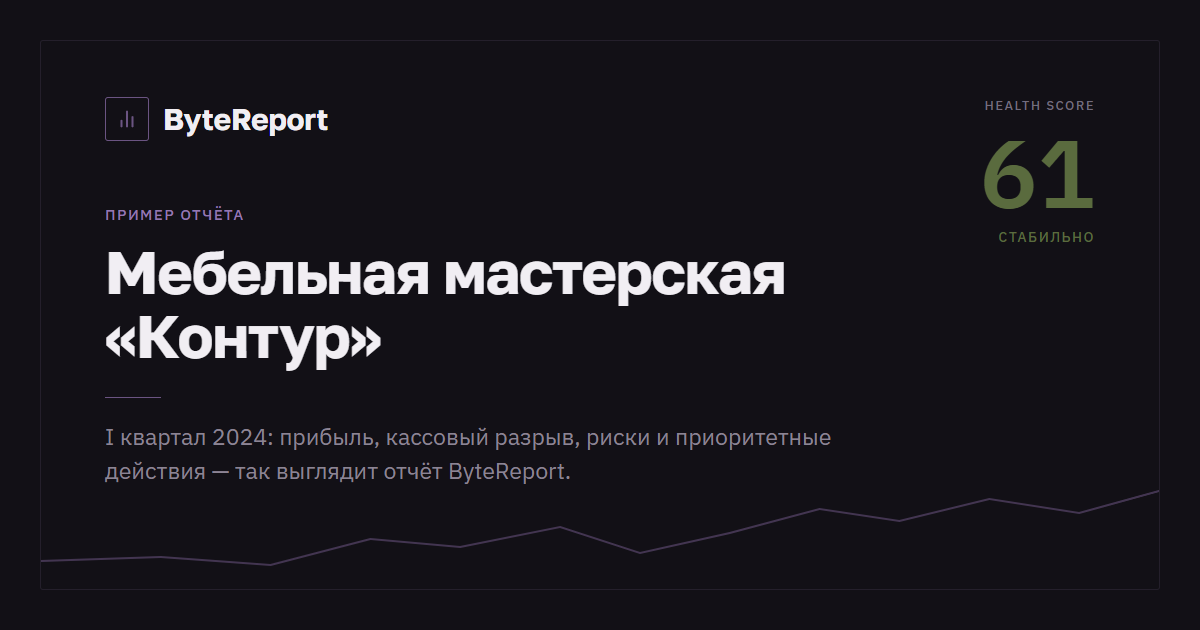 ByteReport
HEALTH SCORE
61
СТАБИЛЬНО
ПРИМЕР ОТЧЁТА
Мебельная мастерская
«Контур»
I квартал 2024: прибыль, кассовый разрыв, риски и приоритетные
действия — так выглядит отчёт ByteReport.